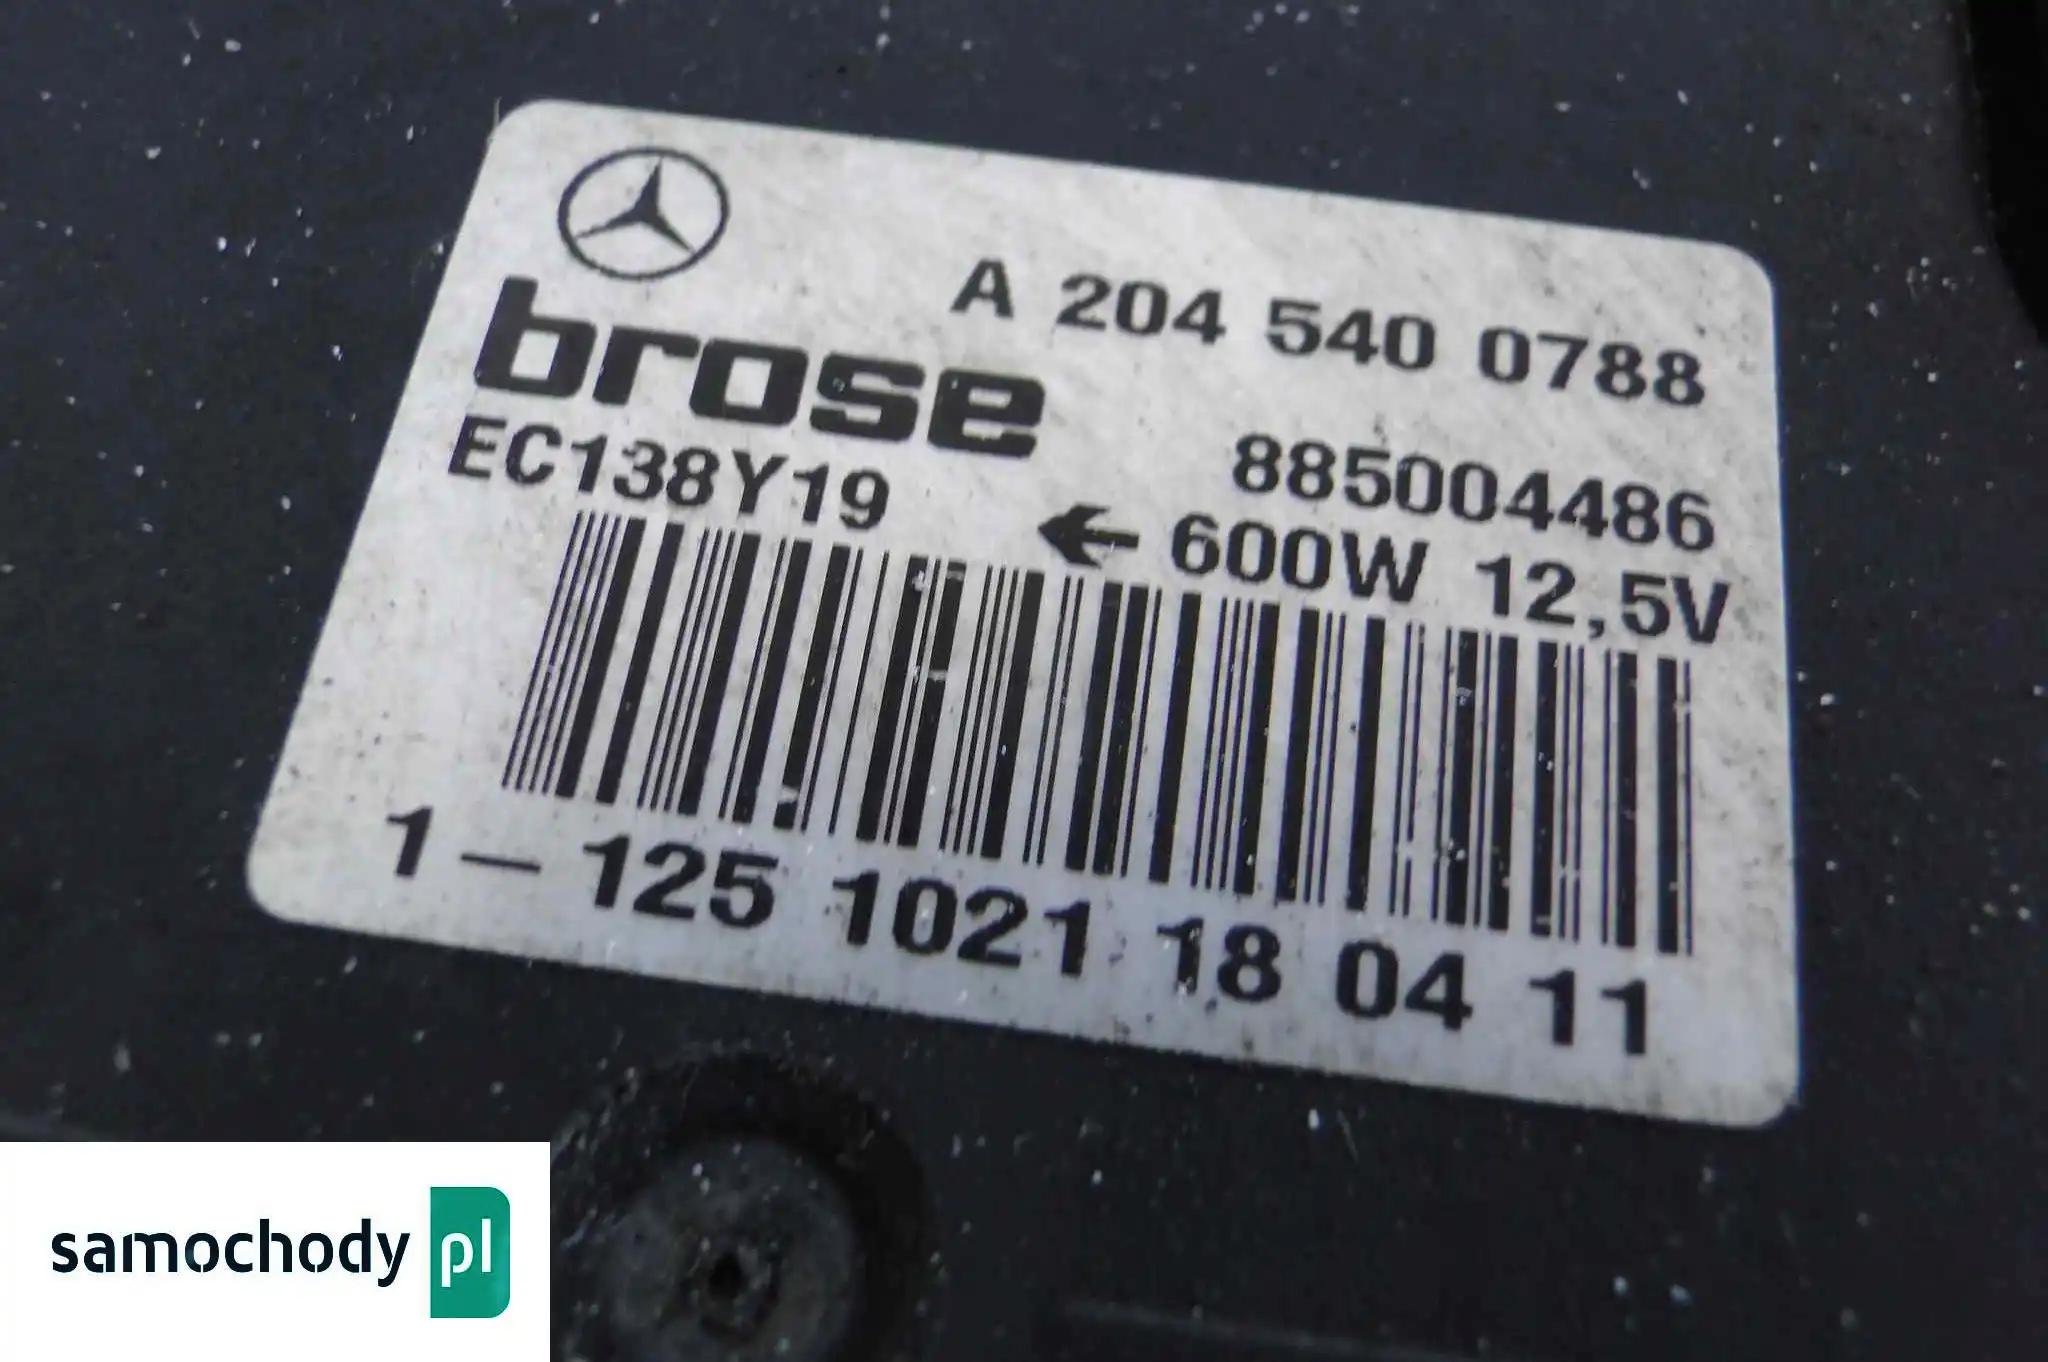 A 204 540 0788
brose
885004486
EC138Y19
← 600W 12,5V
1-125 1021 18 04 11
samochody pl